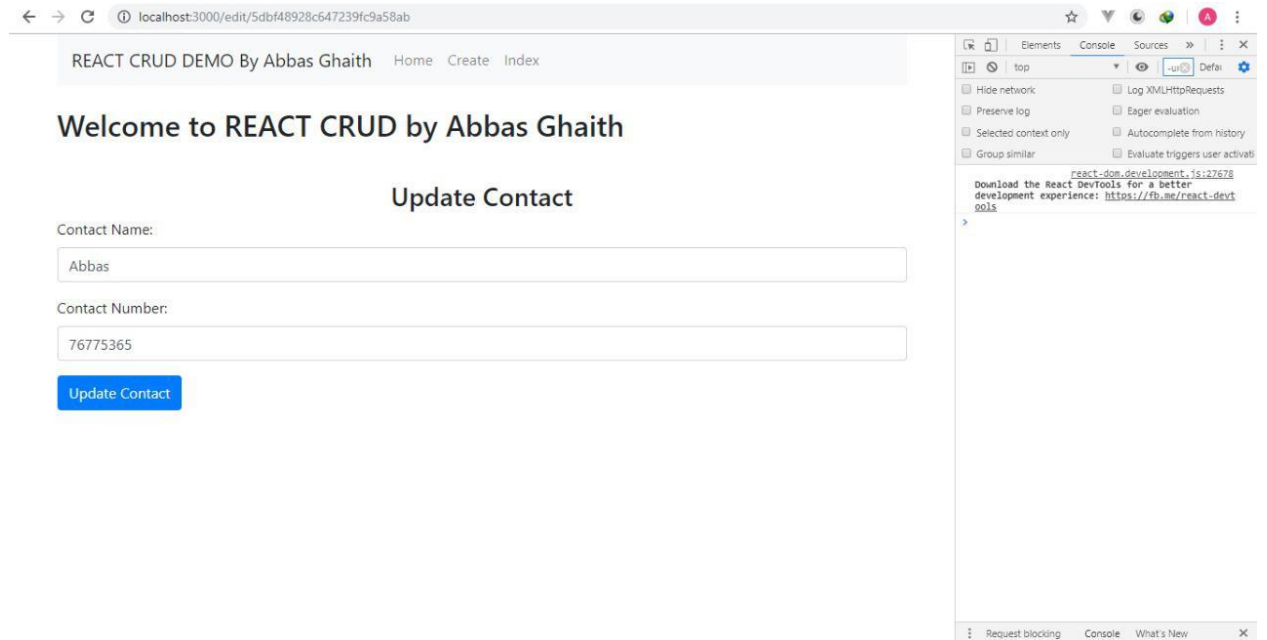 localhost:3000/edit/5dbf48928c647239fc9a58ab
A
REACT CRUD DEMO By Abbas Ghaith Home Create Index
Welcome to REACT CRUD by Abbas Ghaith
Update Contact
Contact Name:
Abbas
Contact Number:
76775365
Update Contact
Elements Console Sources »
top Defau
Hide network Log XMLHttpRequests
Preserve log Eager evaluation
Selected context only Autocomplete from history
Group similar Evaluate triggers user activati
react-dom.development.js:27678
Download the React DevTools for a better
development experience: https://fb.me/react-devt
ools
Request blocking Console What's New